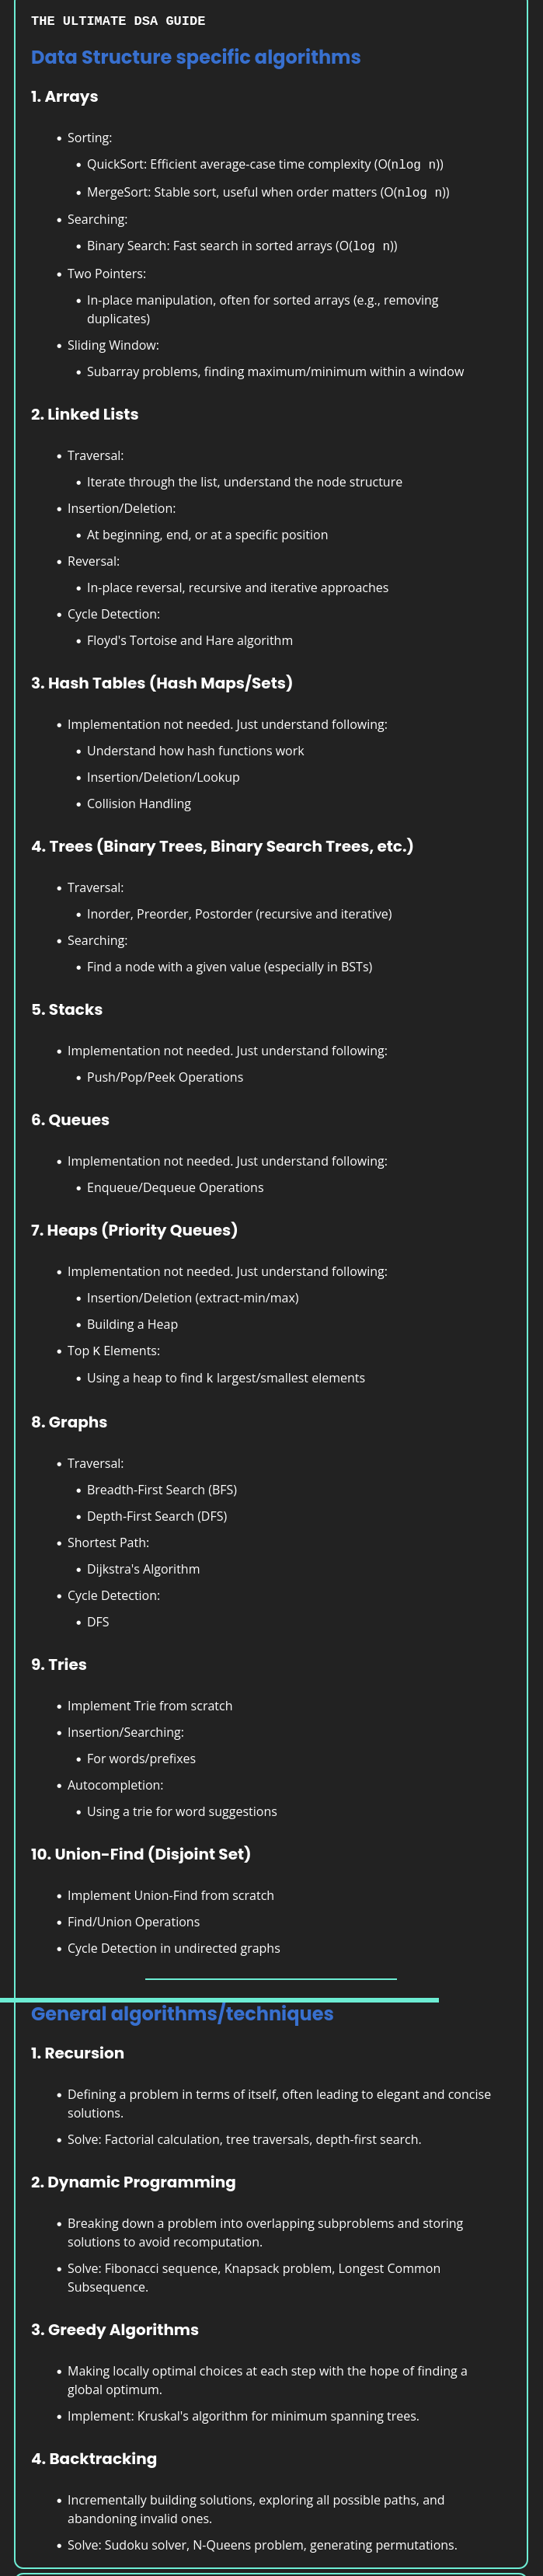 THE ULTIMATE DSA GUIDE
Data Structure specific algorithms
1. Arrays
• Sorting:
• QuickSort: Efficient average-case time complexity (O(nlog n))
• MergeSort: Stable sort, useful when order matters (O(nlog n))
• Searching:
• Binary Search: Fast search in sorted arrays (O(log n))
• Two Pointers:
• In-place manipulation, often for sorted arrays (e.g., removing
duplicates)
• Sliding Window:
• Subarray problems, finding maximum/minimum within a window
2. Linked Lists
• Traversal:
• Iterate through the list, understand the node structure
• Insertion/Deletion:
• At beginning, end, or at a specific position
• Reversal:
• In-place reversal, recursive and iterative approaches
• Cycle Detection:
• Floyd's Tortoise and Hare algorithm
3. Hash Tables (Hash Maps/Sets)
• Implementation not needed. Just understand following:
• Understand how hash functions work
• Insertion/Deletion/Lookup
• Collision Handling
4. Trees (Binary Trees, Binary Search Trees, etc.)
• Traversal:
• Inorder, Preorder, Postorder (recursive and iterative)
• Searching:
• Find a node with a given value (especially in BSTs)
5. Stacks
• Implementation not needed. Just understand following:
• Push/Pop/Peek Operations
6. Queues
• Implementation not needed. Just understand following:
• Enqueue/Dequeue Operations
7. Heaps (Priority Queues)
• Implementation not needed. Just understand following:
• Insertion/Deletion (extract-min/max)
• Building a Heap
• Top K Elements:
• Using a heap to find k largest/smallest elements
8. Graphs
• Traversal:
• Breadth-First Search (BFS)
• Depth-First Search (DFS)
• Shortest Path:
• Dijkstra's Algorithm
• Cycle Detection:
• DFS
9. Tries
• Implement Trie from scratch
• Insertion/Searching:
• For words/prefixes
• Autocompletion:
• Using a trie for word suggestions
10. Union-Find (Disjoint Set)
• Implement Union-Find from scratch
• Find/Union Operations
• Cycle Detection in undirected graphs
General algorithms/techniques
1. Recursion
• Defining a problem in terms of itself, often leading to elegant and concise
solutions.
• Solve: Factorial calculation, tree traversals, depth-first search.
2. Dynamic Programming
• Breaking down a problem into overlapping subproblems and storing
solutions to avoid recomputation.
• Solve: Fibonacci sequence, Knapsack problem, Longest Common
Subsequence.
3. Greedy Algorithms
• Making locally optimal choices at each step with the hope of finding a
global optimum.
• Implement: Kruskal's algorithm for minimum spanning trees.
4. Backtracking
• Incrementally building solutions, exploring all possible paths, and
abandoning invalid ones.
• Solve: Sudoku solver, N-Queens problem, generating permutations.